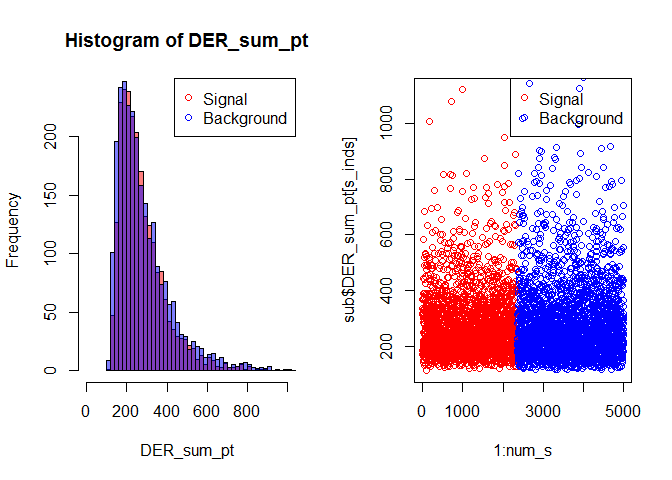 Histogram of DER_sum_pt
Signal
Background
Frequency
0
50
100
150
200
0
200
400
600
800
DER_sum_pt
Signal
Background
sub$DER_sum_pt[s_inds]
200
400
600
800
1000
0
1000
3000
5000
1:num_s